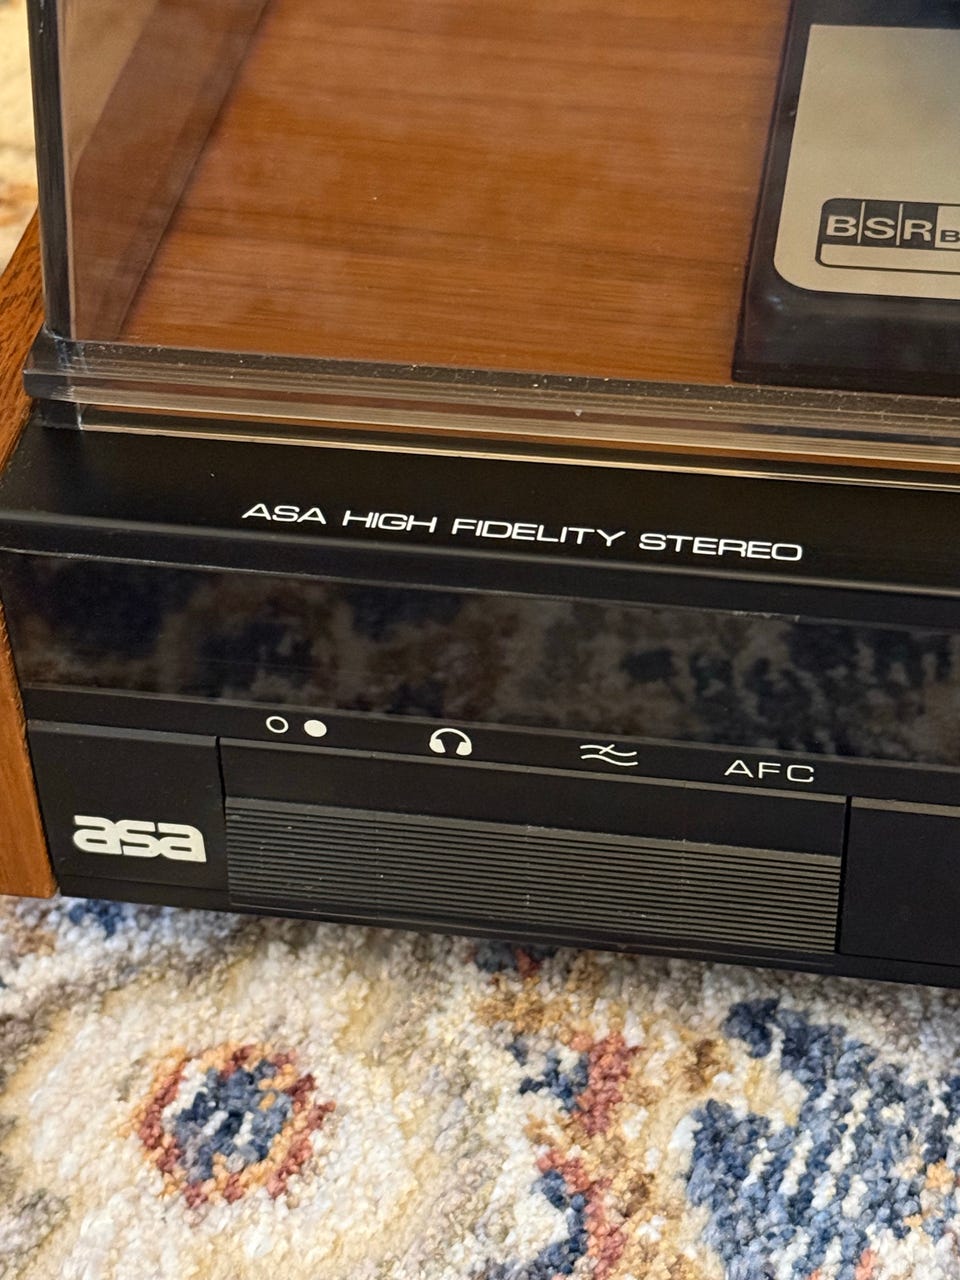 BSR
ASA HIGH FIDELITY STEREO
AFC
asa